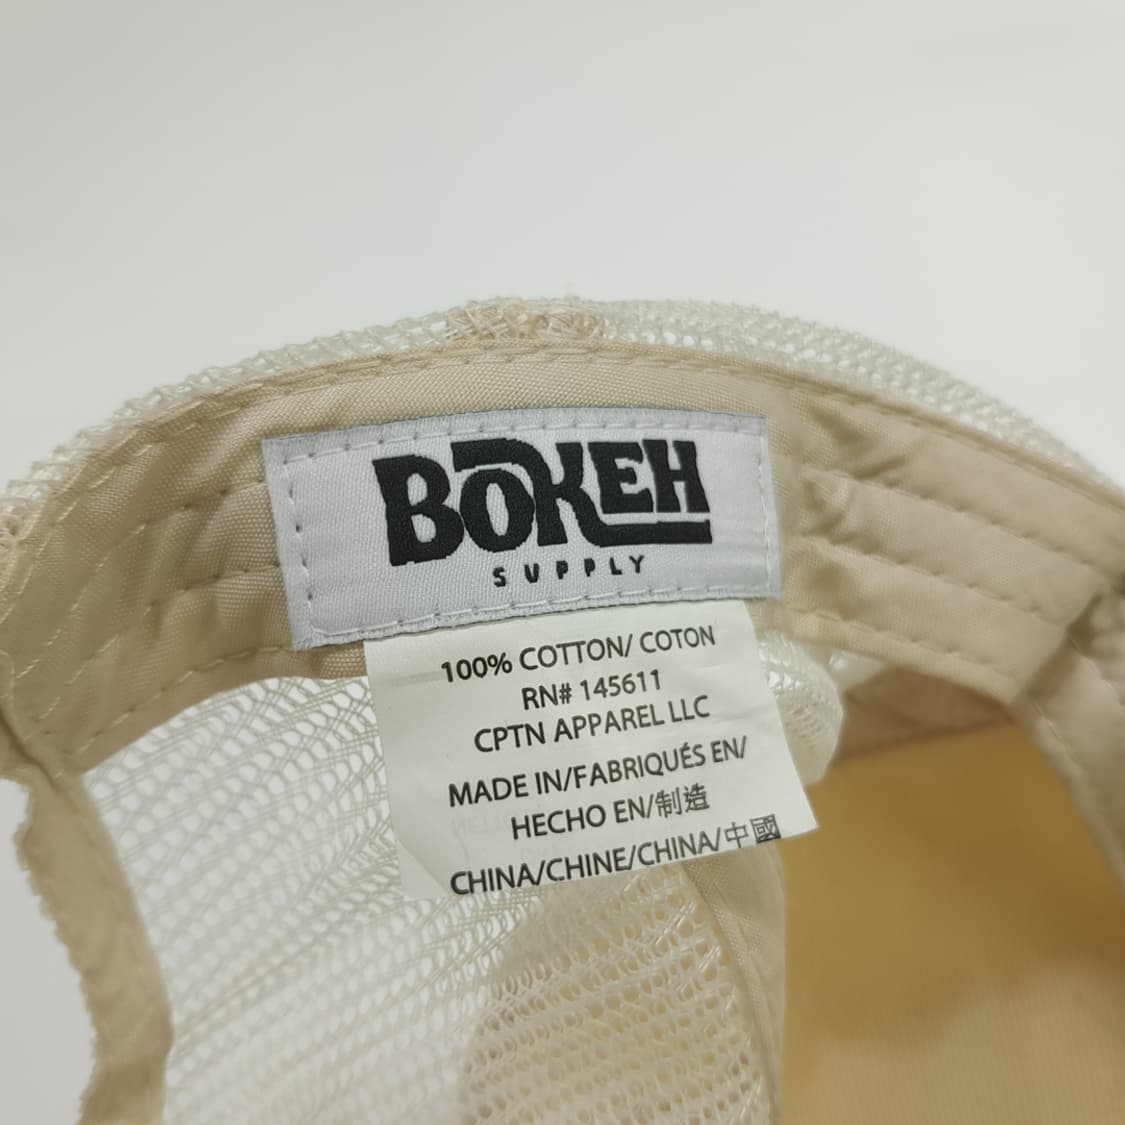 BOKEH
SUPPLY
100% COTTON/ COTON
RN# 145611
CPTN APPAREL LLC
MADE IN/FABRIQUÉS EN/
HECHO EN/制造
CHINA/CHINE/CHINA/中國